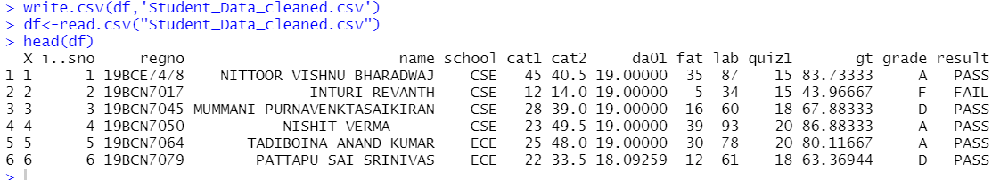 > write.csv(df,'Student_Data_cleaned.csv')
> df<-read.csv("Student_Data_cleaned.csv")
> head(df)
  X ï..sno regno name school cat1 cat2 da01 fat lab quiz1 gt grade result
1 1 1 19BCE7478 NITTOOR VISHNU BHARADWAJ CSE 45 40.5 19.00000 35 87 15 83.73333 A PASS
2 2 2 19BCN7017 INTURI REVANTH CSE 12 14.0 19.00000 5 34 15 43.96667 F FAIL
3 3 3 19BCN7045 MUMMANI PURNAVENKTASAIKIRAN CSE 28 39.0 19.00000 16 60 18 67.88333 D PASS
4 4 4 19BCN7050 NISHIT VERMA CSE 23 49.5 19.00000 39 93 20 86.88333 A PASS
5 5 5 19BCN7064 TADIBOINA ANAND KUMAR ECE 25 48.0 19.00000 30 78 20 80.11667 A PASS
6 6 6 19BCN7079 PATTAPU SAI SRINIVAS ECE 22 33.5 18.09259 12 61 18 63.36944 D PASS
>